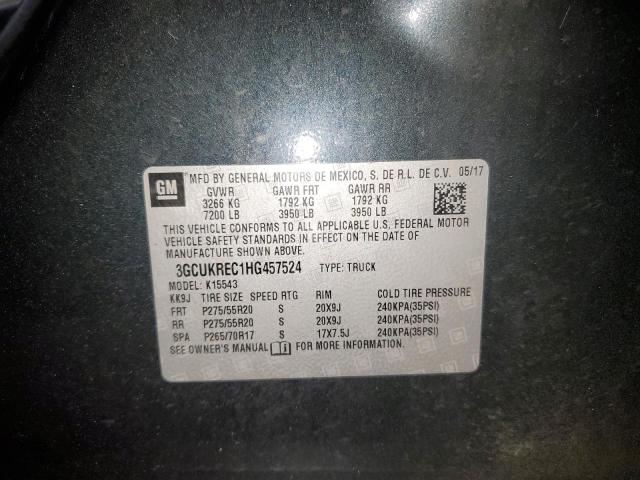 GM
MFD BY GENERAL MOTORS DE MEXICO, S. DE R.L. DE C.V. 05/17
GVWR GAWR FRT GAWR RR
3266 KG 1792 KG 1792 KG
7200 LB 3950 LB 3950 LB
THIS VEHICLE CONFORMS TO ALL APPLICABLE U.S. FEDERAL MOTOR
VEHICLE SAFETY STANDARDS IN EFFECT ON THE DATE OF
MANUFACTURE SHOWN ABOVE.
3GCUKREC1HG457524 TYPE: TRUCK
MODEL: K15543
KK9J TIRE SIZE SPEED RTG RIM COLD TIRE PRESSURE
FRT P275/55R20 S 20X9J 240KPA(35PSI)
RR P275/55R20 S 20X9J 240KPA(35PSI)
SPA P265/70R17 S 17X7.5J 240KPA(35PSI)
SEE OWNER'S MANUAL FOR MORE INFORMATION.